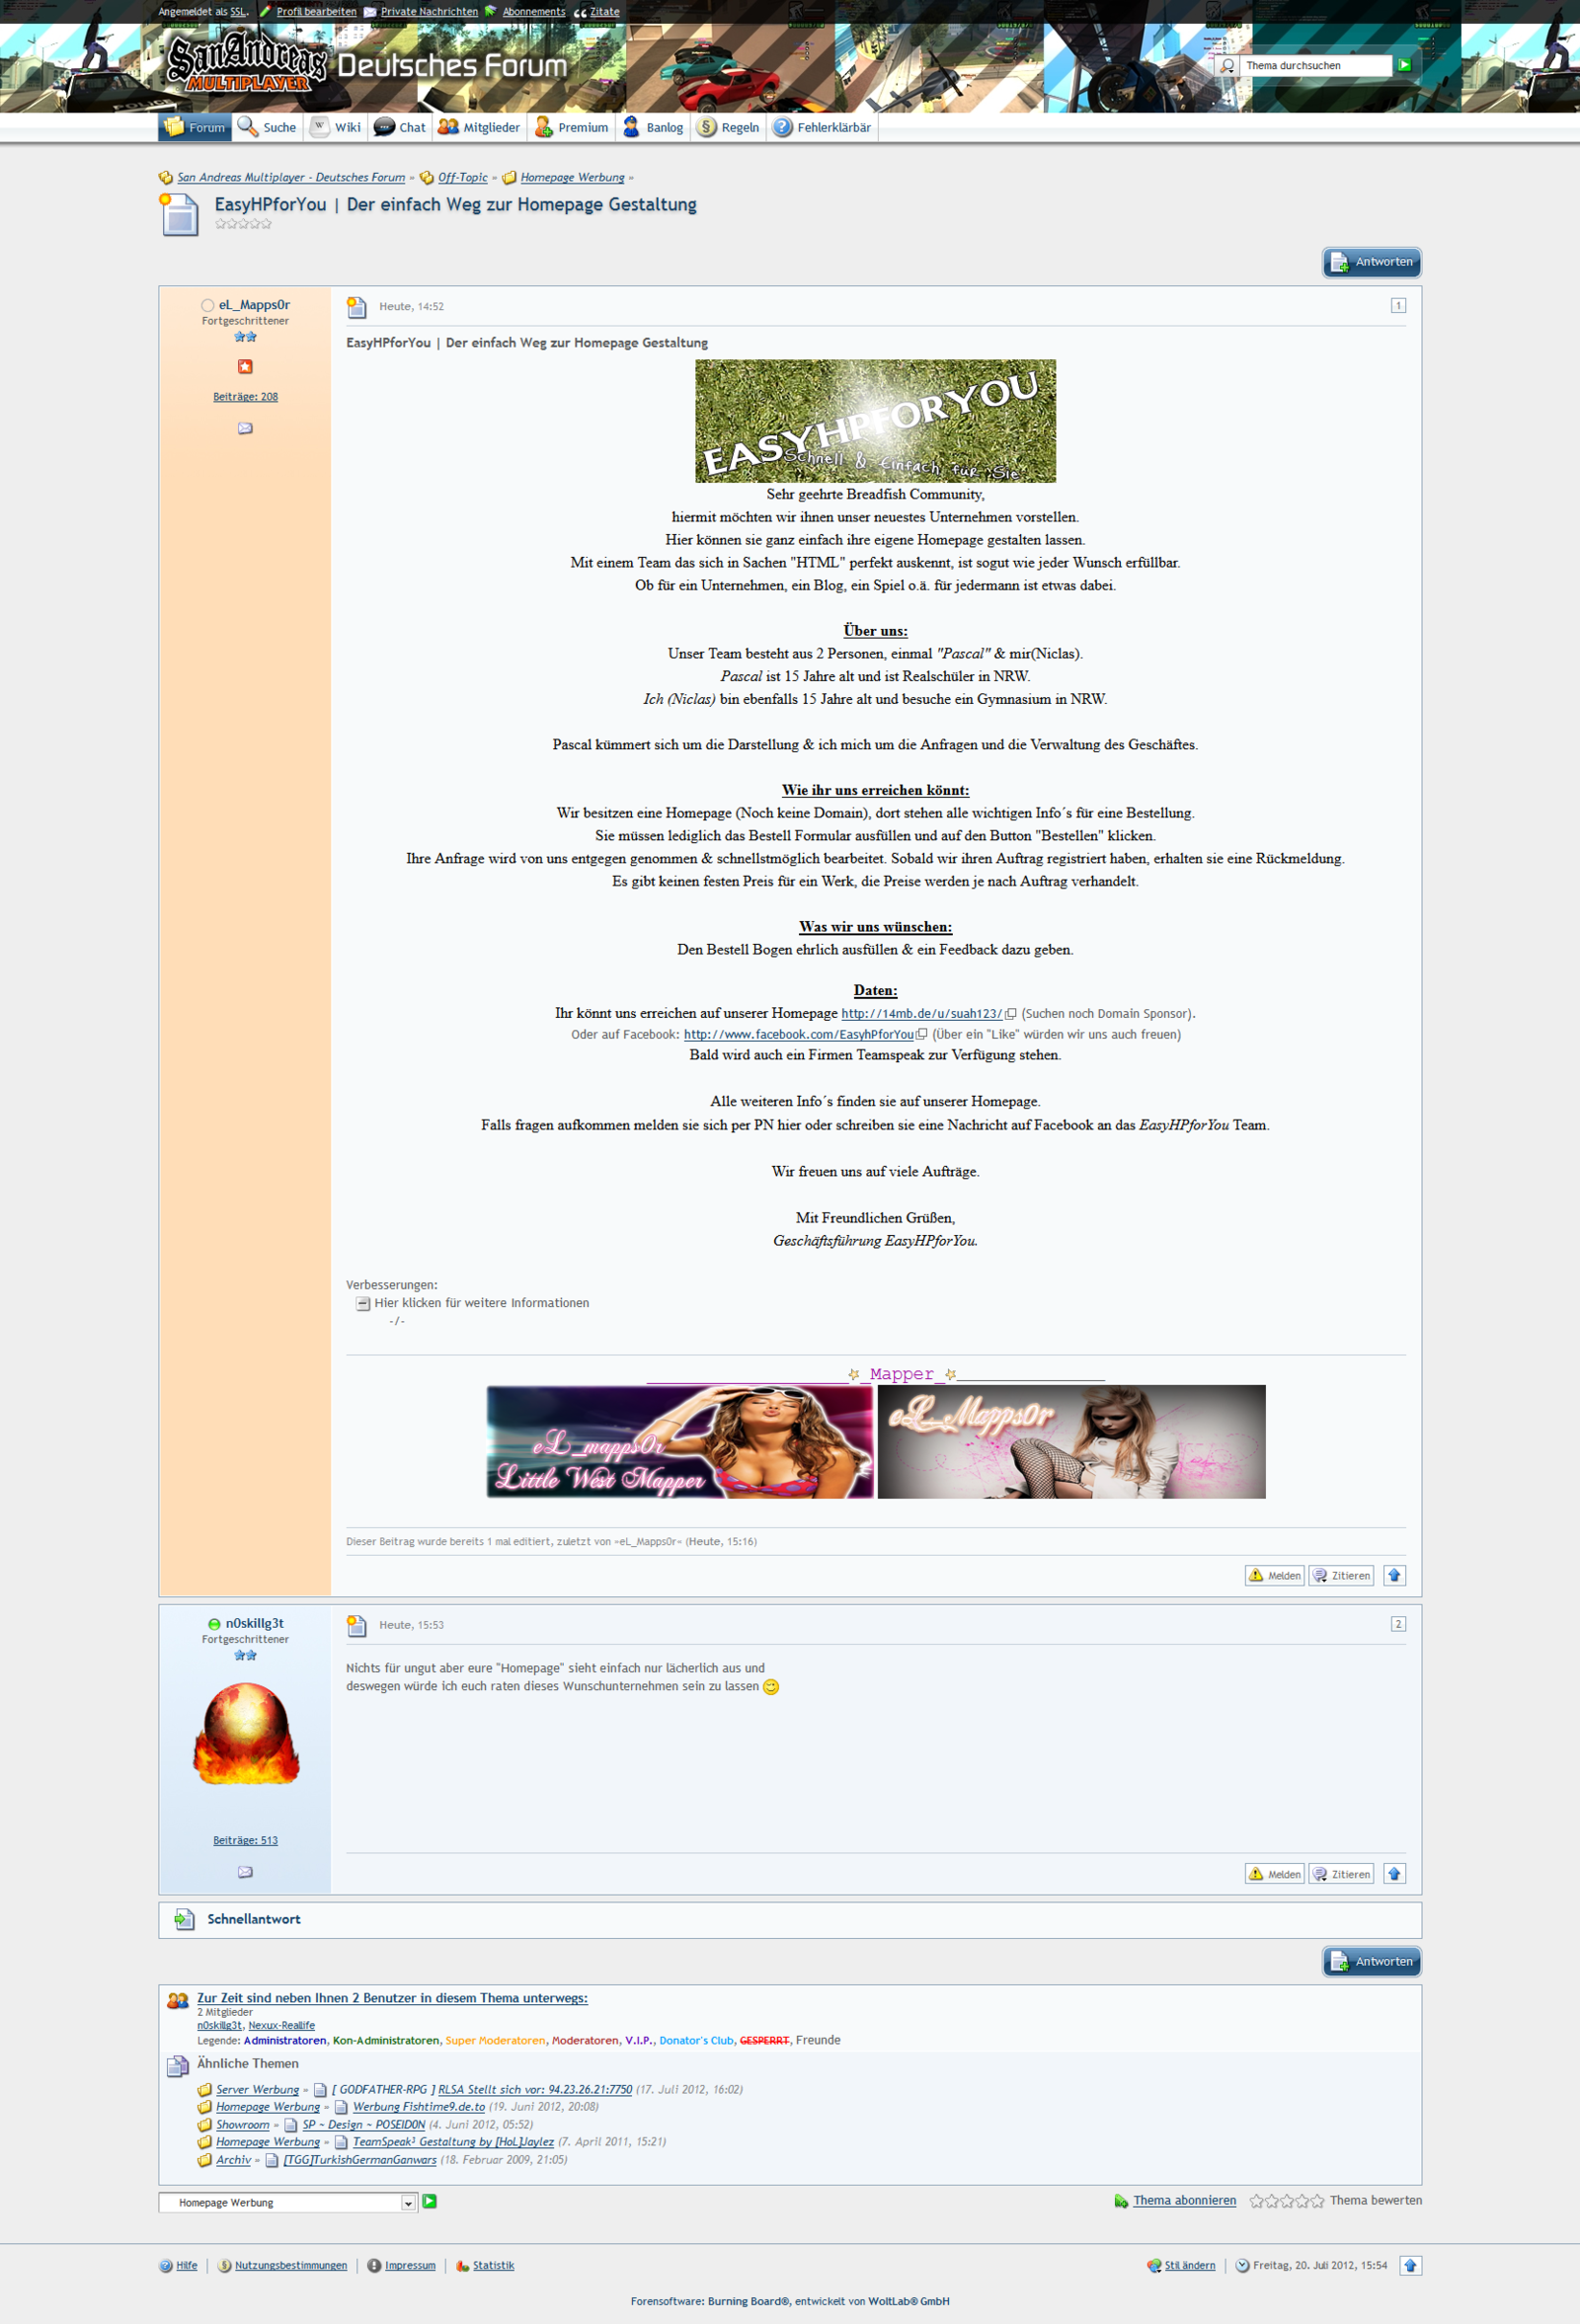 Angemeldet als SSL. Profil bearbeiten Private Nachrichten Abonnements Zitate
San Andreas MULTIPLAYER Deutsches Forum
Thema durchsuchen
Forum Suche Wiki Chat Mitglieder Premium Banlog Regeln Fehlerklärbär
San Andreas Multiplayer - Deutsches Forum » Off-Topic » Homepage Werbung »
EasyHPforYou | Der einfach Weg zur Homepage Gestaltung
Antworten
eL_Mapps0r
Fortgeschrittener
Beiträge: 208
Heute, 14:52
1
EasyHPforYou | Der einfach Weg zur Homepage Gestaltung
EASYHPFORYOU
Schnell & Einfach für Sie
Sehr geehrte Breadfish Community,
hiermit möchten wir ihnen unser neuestes Unternehmen vorstellen.
Hier können sie ganz einfach ihre eigene Homepage gestalten lassen.
Mit einem Team das sich in Sachen "HTML" perfekt auskennt, ist sogut wie jeder Wunsch erfüllbar.
Ob für ein Unternehmen, ein Blog, ein Spiel o.ä. für jedermann ist etwas dabei.
Über uns:
Unser Team besteht aus 2 Personen, einmal "Pascal" & mir(Niclas).
Pascal ist 15 Jahre alt und ist Realschüler in NRW.
Ich (Niclas) bin ebenfalls 15 Jahre alt und besuche ein Gymnasium in NRW.
Pascal kümmert sich um die Darstellung & ich mich um die Anfragen und die Verwaltung des Geschäftes.
Wie ihr uns erreichen könnt:
Wir besitzen eine Homepage (Noch keine Domain), dort stehen alle wichtigen Info´s für eine Bestellung.
Sie müssen lediglich das Bestell Formular ausfüllen und auf den Button "Bestellen" klicken.
Ihre Anfrage wird von uns entgegen genommen & schnellstmöglich bearbeitet. Sobald wir ihren Auftrag registriert haben, erhalten sie eine Rückmeldung.
Es gibt keinen festen Preis für ein Werk, die Preise werden je nach Auftrag verhandelt.
Was wir uns wünschen:
Den Bestell Bogen ehrlich ausfüllen & ein Feedback dazu geben.
Daten:
Ihr könnt uns erreichen auf unserer Homepage http://14mb.de/u/suah123/ (Suchen noch Domain Sponsor).
Oder auf Facebook: http://www.facebook.com/EasyhPforYou (Über ein "Like" würden wir uns auch freuen)
Bald wird auch ein Firmen Teamspeak zur Verfügung stehen.
Alle weiteren Info´s finden sie auf unserer Homepage.
Falls fragen aufkommen melden sie sich per PN hier oder schreiben sie eine Nachricht auf Facebook an das EasyHPforYou Team.
Wir freuen uns auf viele Aufträge.
Mit Freundlichen Grüßen,
Geschäftsführung EasyHPforYou.
Verbesserungen:
Hier klicken für weitere Informationen
-/-
_Mapper_
eL_mapps0r
Little West Mapper
eL_Mapps0r
Dieser Beitrag wurde bereits 1 mal editiert, zuletzt von »eL_Mapps0r« (Heute, 15:16)
Melden Zitieren
n0skillg3t
Fortgeschrittener
Beiträge: 513
Heute, 15:53
2
Nichts für ungut aber eure "Homepage" sieht einfach nur lächerlich aus und
deswegen würde ich euch raten dieses Wunschunternehmen sein zu lassen
Melden Zitieren
Schnellantwort
Antworten
Zur Zeit sind neben Ihnen 2 Benutzer in diesem Thema unterwegs:
2 Mitglieder
n0skillg3t, Nexux-Reallife
Legende: Administratoren, Kon-Administratoren, Super Moderatoren, Moderatoren, V.I.P., Donator's Club, GESPERRT, Freunde
Ähnliche Themen
Server Werbung » [ GODFATHER-RPG ] RLSA Stellt sich vor: 94.23.26.21:7750 (17. Juli 2012, 16:02)
Homepage Werbung » Werbung Fishtime9.de.to (19. Juni 2012, 20:08)
Showroom » SP ~ Design ~ POSEID0N (4. Juni 2012, 05:52)
Homepage Werbung » TeamSpeak³ Gestaltung by [HoL]Jaylez (7. April 2011, 15:21)
Archiv » [TGG]TurkishGermanGanwars (18. Februar 2009, 21:05)
Homepage Werbung
Thema abonnieren Thema bewerten
Hilfe Nutzungsbestimmungen Impressum Statistik
Stil ändern Freitag, 20. Juli 2012, 15:54
Forensoftware: Burning Board®, entwickelt von WoltLab® GmbH